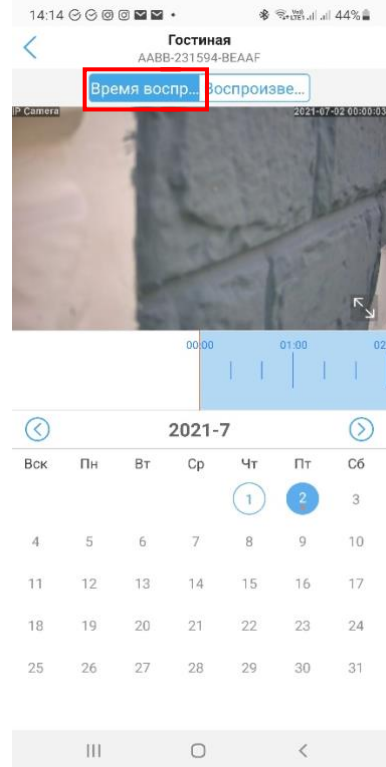 14:14 44%
Гостиная
AABB-231594-BEAAF
Время воспр... Воспроизве...
IP Camera 2021-07-02 00:00:03
00:00 01:00 02
2021-7
Вск Пн Вт Ср Чт Пт Сб
1 2 3
4 5 6 7 8 9 10
11 12 13 14 15 16 17
18 19 20 21 22 23 24
25 26 27 28 29 30 31